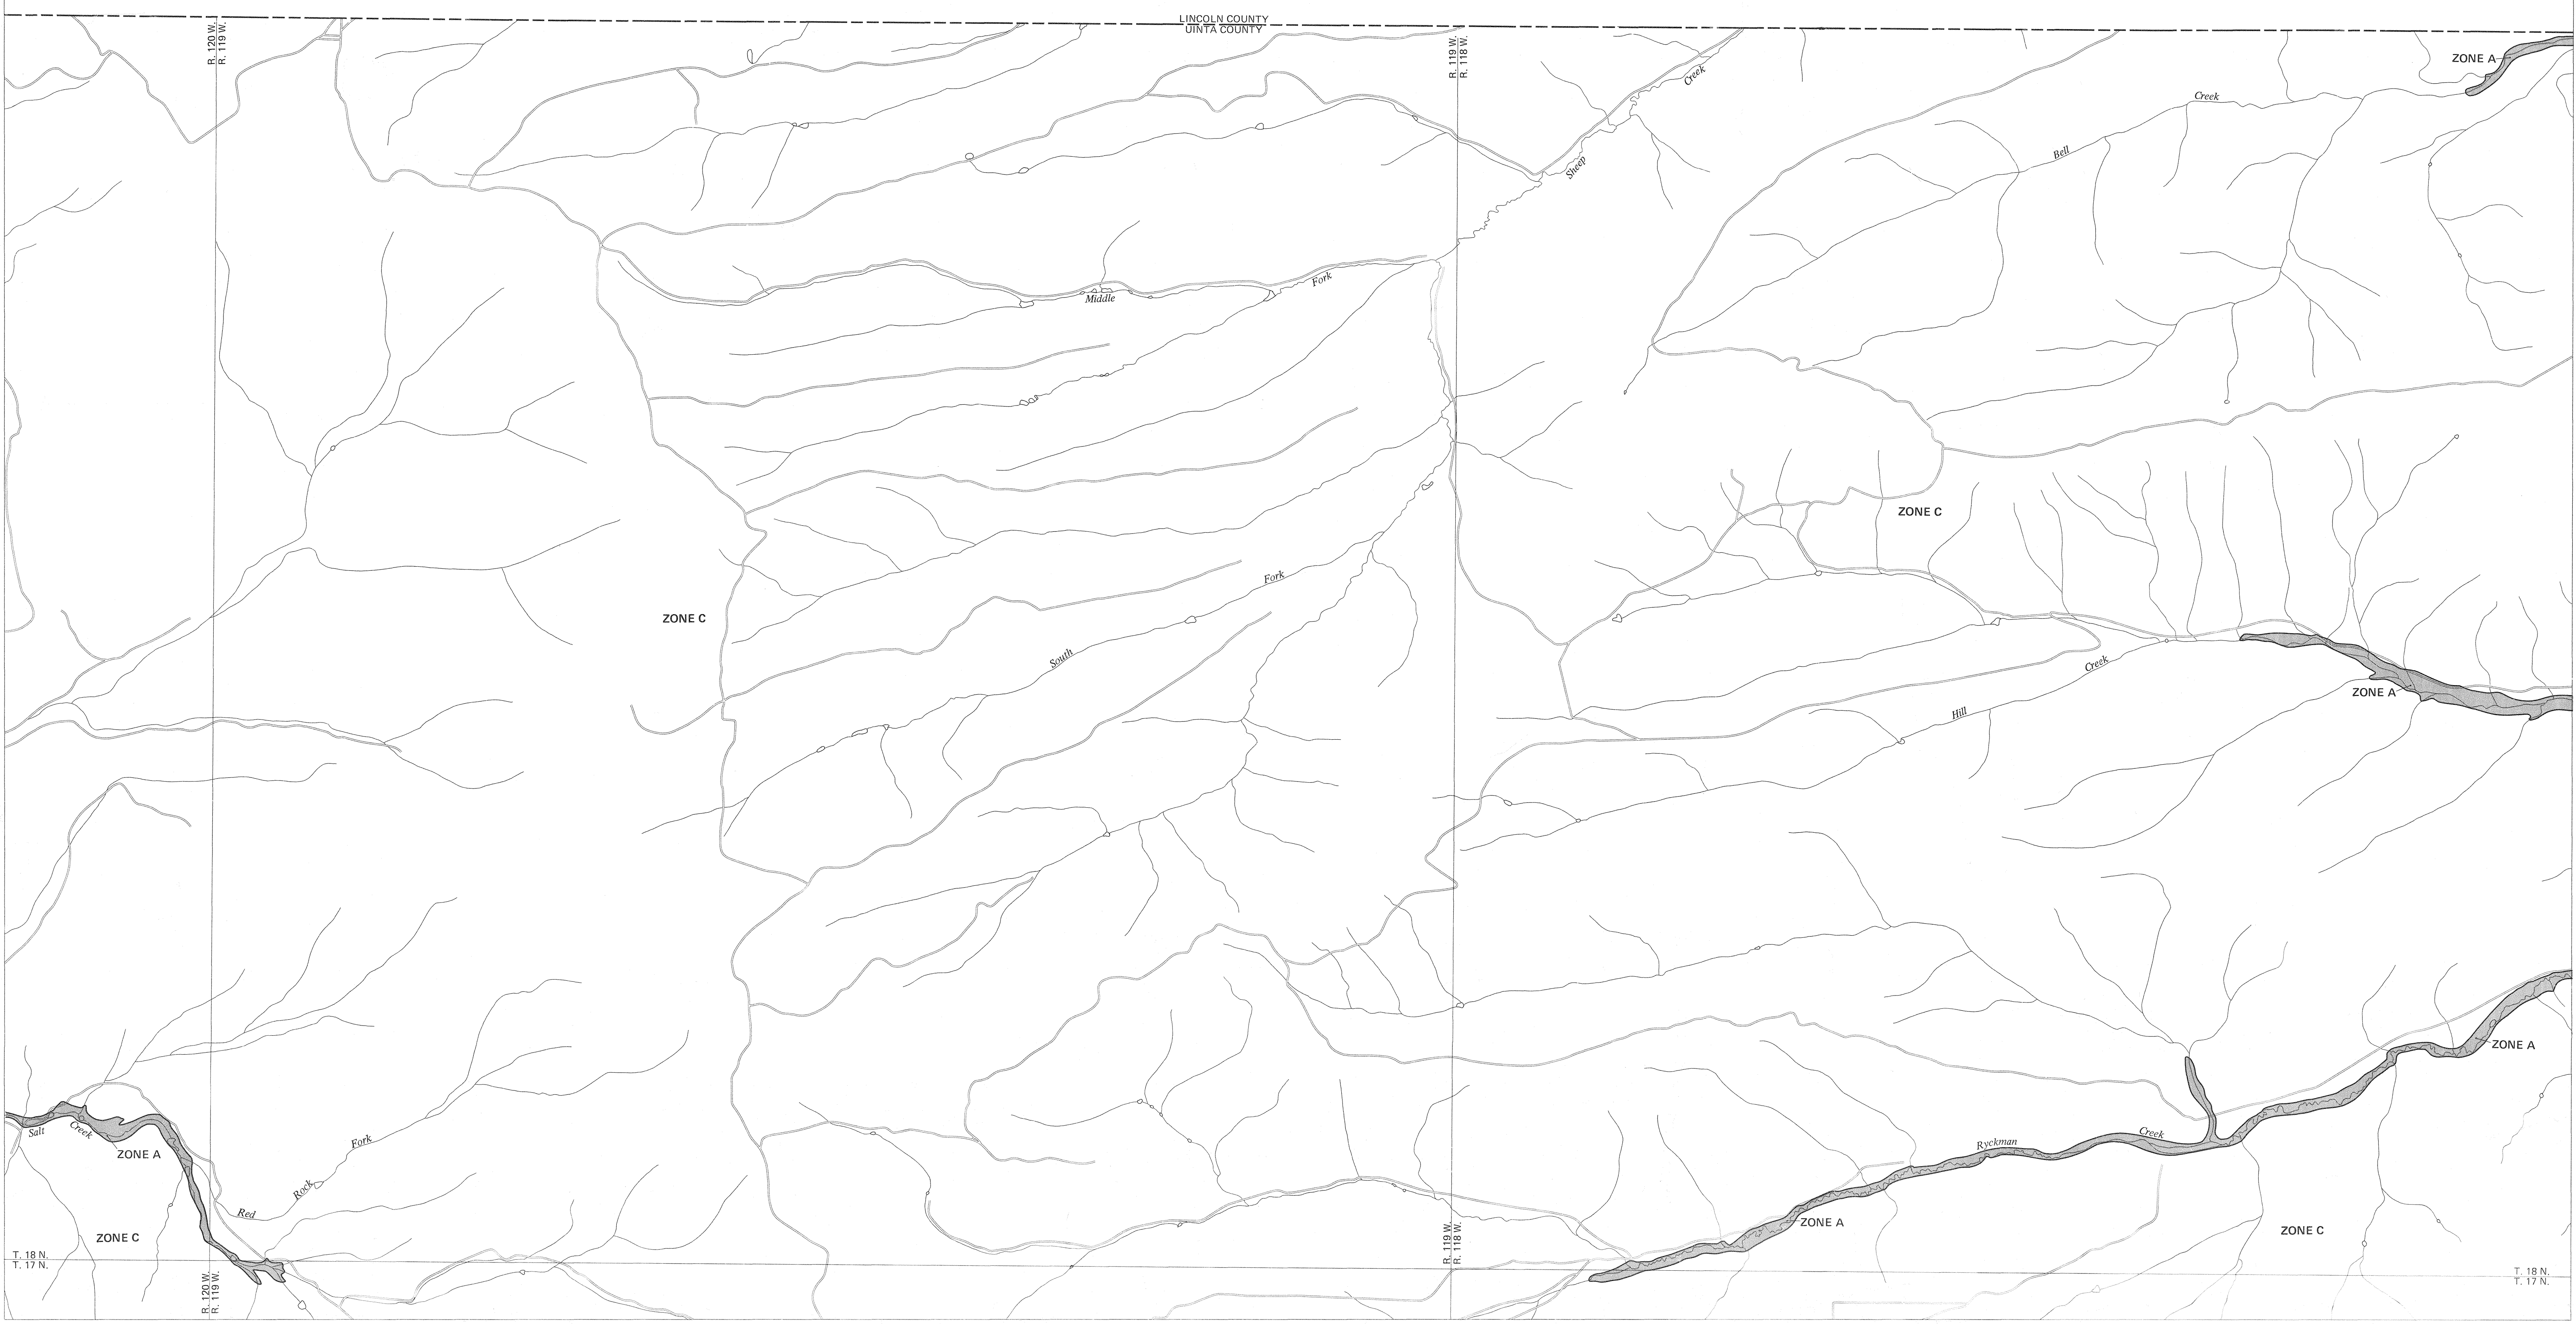 LINCOLN COUNTY
UINTA COUNTY
R. 120 W.
R. 119 W.
R. 119 W.
R. 118 W.
ZONE A
Creek
Creek
Bell
Sheep
Fork
Middle
ZONE C
Fork
ZONE C
South
Creek
ZONE A
Hill
ZONE A
Salt
Creek
ZONE A
Fork
Ryckman
Creek
Rock
Red
ZONE A
ZONE C
ZONE C
T. 18 N.
T. 17 N.
R. 120 W.
R. 119 W.
R. 119 W.
R. 118 W.
T. 18 N.
T. 17 N.